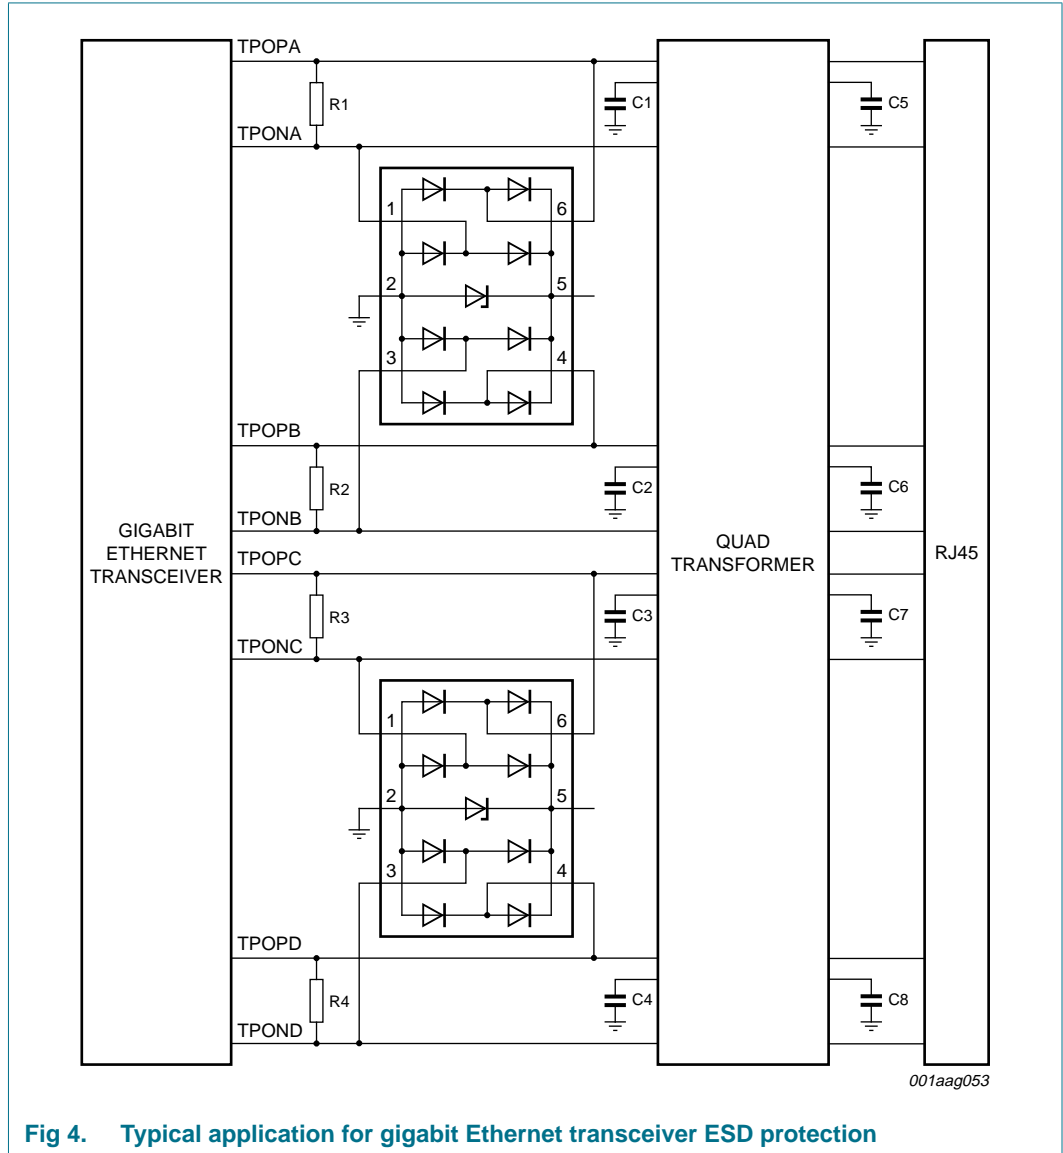 TPOPA
R1
C1
C5
TPONA
1
6
2
5
3
4
TPOPB
R2
C2
C6
TPONB
GIGABIT
ETHERNET
TRANSCEIVER
QUAD
TRANSFORMER
RJ45
TPOPC
R3
C3
C7
TPONC
1
6
2
5
3
4
TPOPD
R4
C4
C8
TPOND
001aag053
Fig 4. Typical application for gigabit Ethernet transceiver ESD protection